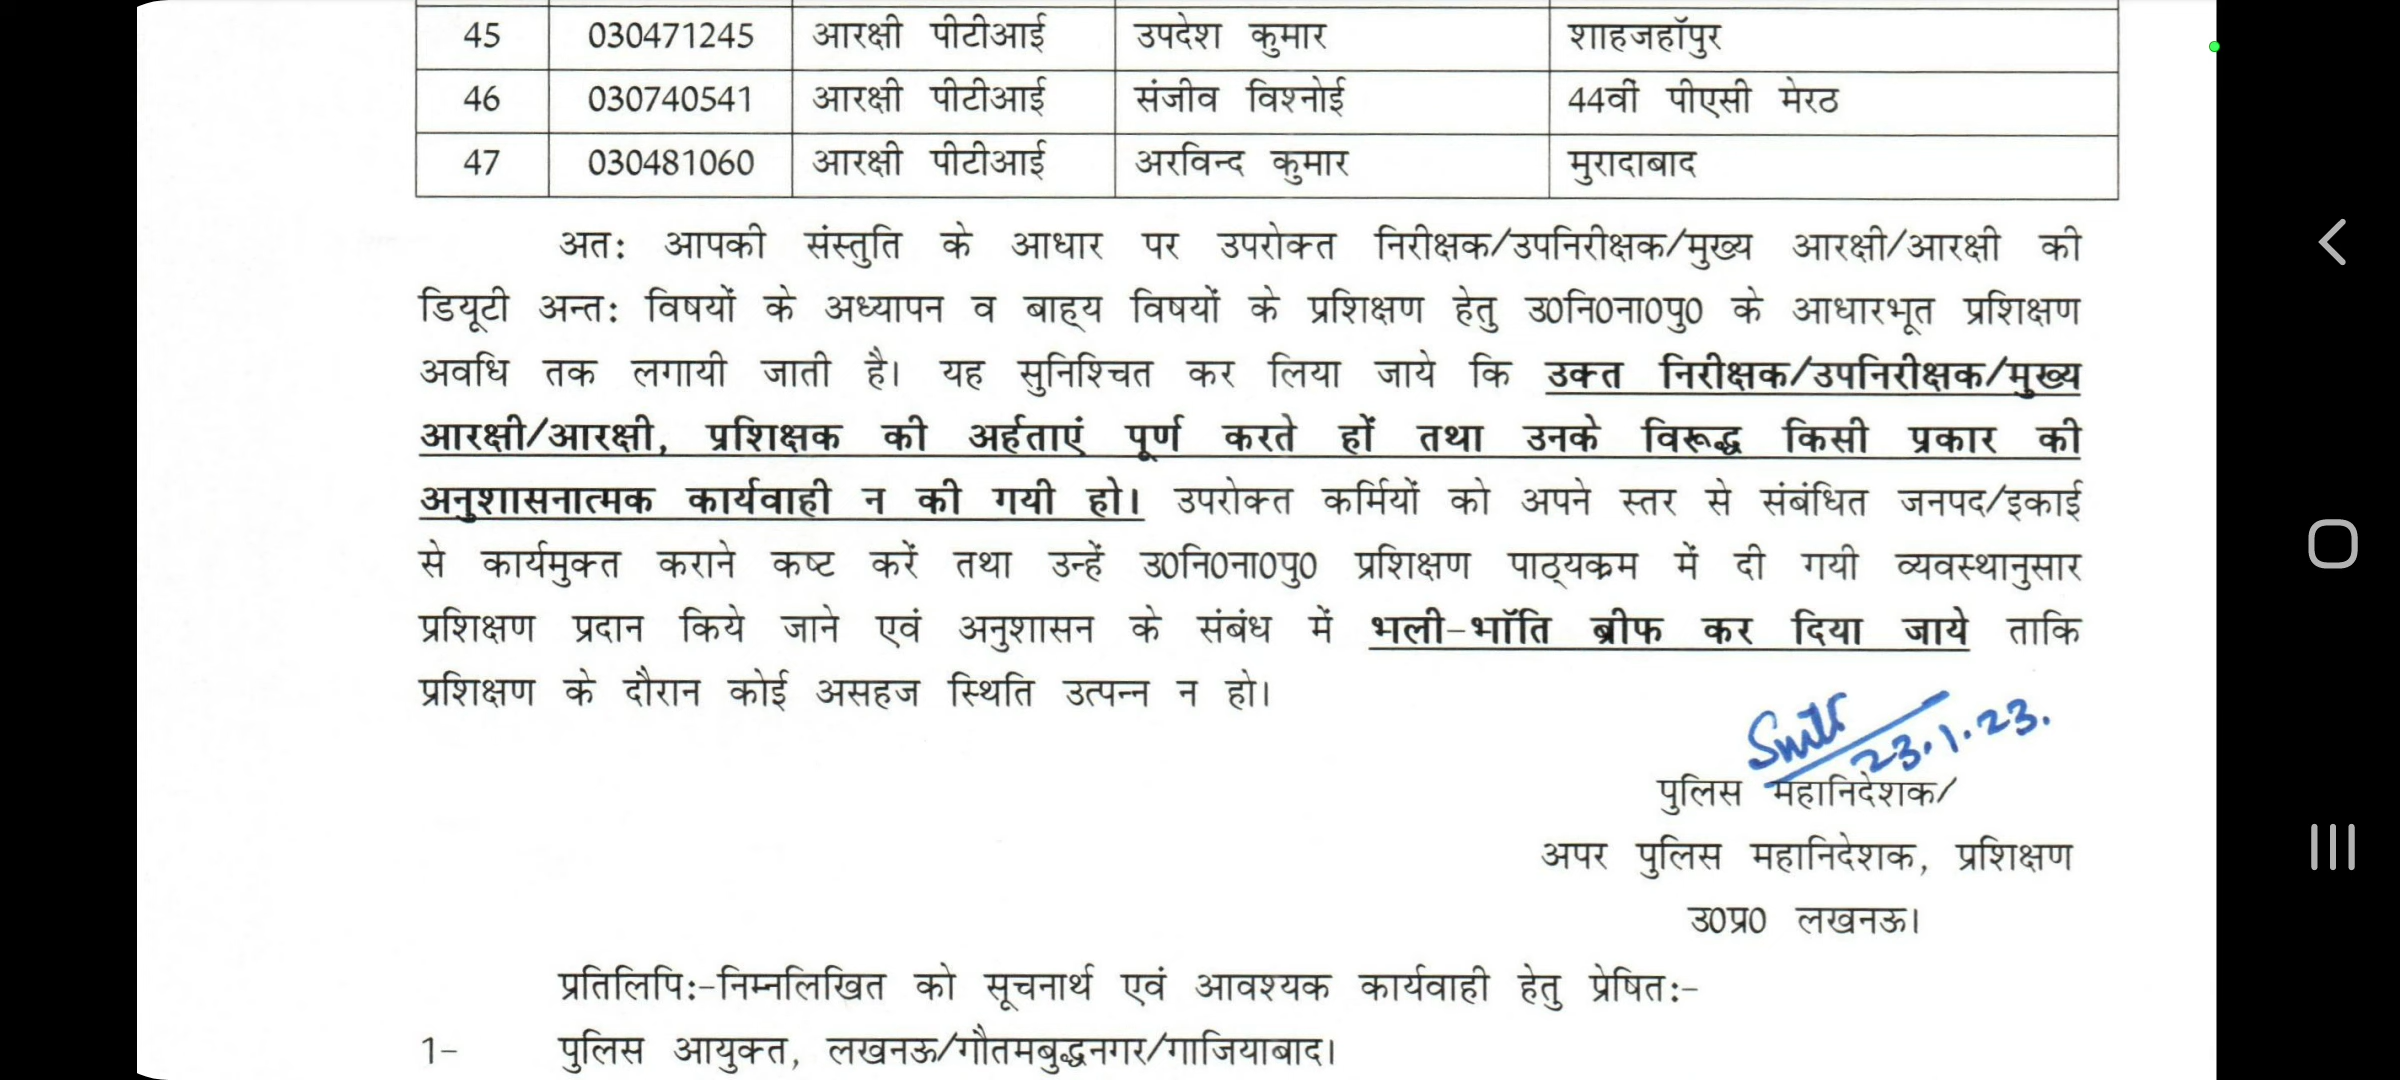 45 030471245 आरक्षी पीटीआई उपदेश कुमार शाहजहॉपुर
46 030740541 आरक्षी पीटीआई संजीव विश्नोई 44वीं पीएसी मेरठ
47 030481060 आरक्षी पीटीआई अरविन्द कुमार मुरादाबाद
अतः आपकी संस्तुति के आधार पर उपरोक्त निरीक्षक/उपनिरीक्षक/मुख्य आरक्षी/आरक्षी की
डियूटी अन्तः विषयों के अध्यापन व बाह्य विषयों के प्रशिक्षण हेतु उ0नि0ना0पु0 के आधारभूत प्रशिक्षण
अवधि तक लगायी जाती है। यह सुनिश्चित कर लिया जाये कि उक्त निरीक्षक/उपनिरीक्षक/मुख्य
आरक्षी/आरक्षी, प्रशिक्षक की अर्हताएं पूर्ण करते हों तथा उनके विरूद्ध किसी प्रकार की
अनुशासनात्मक कार्यवाही न की गयी हो। उपरोक्त कर्मियों को अपने स्तर से संबंधित जनपद/इकाई
से कार्यमुक्त कराने कष्ट करें तथा उन्हें उ0नि0ना0पु0 प्रशिक्षण पाठ्यक्रम में दी गयी व्यवस्थानुसार
प्रशिक्षण प्रदान किये जाने एवं अनुशासन के संबंध में भली-भॉति ब्रीफ कर दिया जाये ताकि
प्रशिक्षण के दौरान कोई असहज स्थिति उत्पन्न न हो।
23.1.23.
पुलिस महानिदेशक/
अपर पुलिस महानिदेशक, प्रशिक्षण
उ0प्र0 लखनऊ।
प्रतिलिपिः-निम्नलिखित को सूचनार्थ एवं आवश्यक कार्यवाही हेतु प्रेषितः-
1- पुलिस आयुक्त, लखनऊ/गौतमबुद्धनगर/गाजियाबाद।